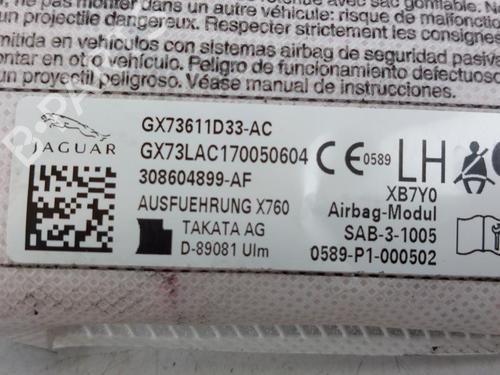 ne pas monter dans un autre véhicule: risque de malfonction
projectile dangereux. Respecter strictement les consignes
mitida en vehículos con sistemas airbag de seguridad pasiva
ontar en otro vehículo. Peligro de funcionamiento defectuoso
un proyectil peligroso. Véase manual de instrucciones.
B-PARTS
JAGUAR
GX73611D33-AC
GX73LAC170050604
308604899-AF
AUSFUEHRUNG X760
TAKATA AG
D-89081 Ulm
CE 0589
LH
XB7Y0
Airbag-Modul
SAB-3-1005
0589-P1-000502